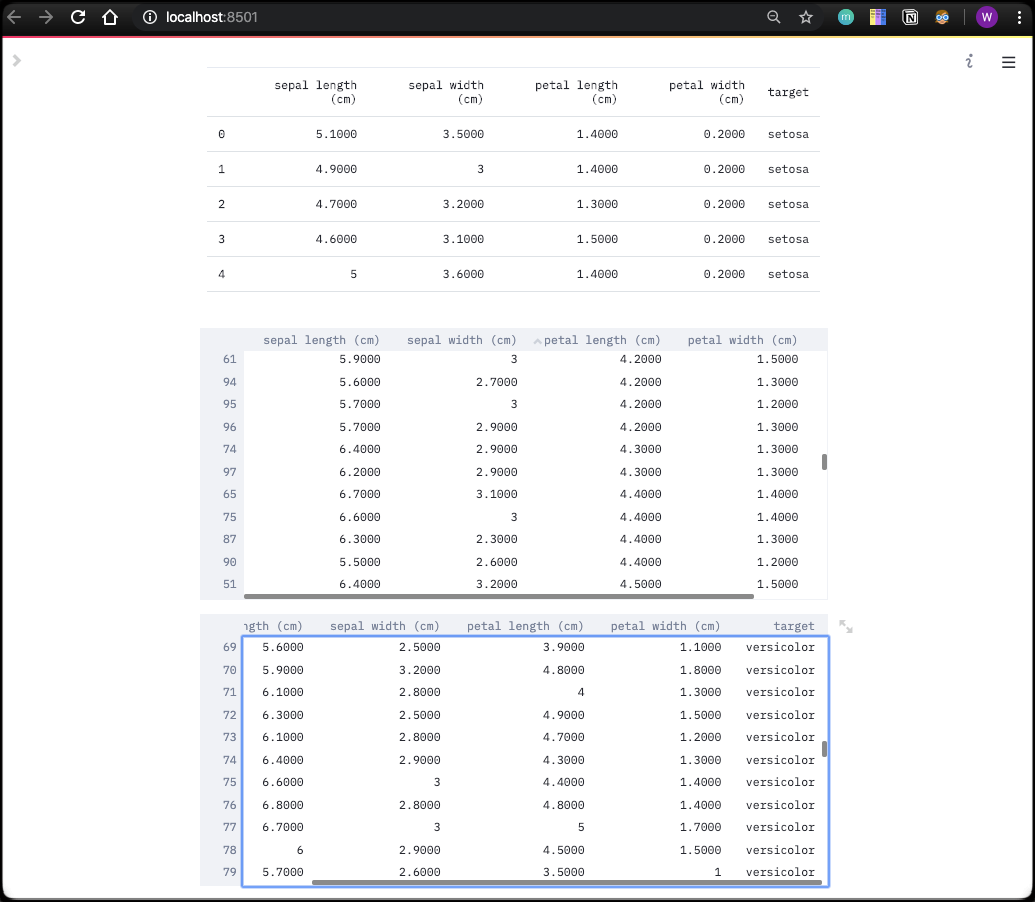 localhost:8501
m N W
i
sepal length (cm) sepal width (cm) petal length (cm) petal width (cm) target
0 5.1000 3.5000 1.4000 0.2000 setosa
1 4.9000 3 1.4000 0.2000 setosa
2 4.7000 3.2000 1.3000 0.2000 setosa
3 4.6000 3.1000 1.5000 0.2000 setosa
4 5 3.6000 1.4000 0.2000 setosa
sepal length (cm) sepal width (cm) petal length (cm) petal width (cm)
61 5.9000 3 4.2000 1.5000
94 5.6000 2.7000 4.2000 1.3000
95 5.7000 3 4.2000 1.2000
96 5.7000 2.9000 4.2000 1.3000
74 6.4000 2.9000 4.3000 1.3000
97 6.2000 2.9000 4.3000 1.3000
65 6.7000 3.1000 4.4000 1.4000
75 6.6000 3 4.4000 1.4000
87 6.3000 2.3000 4.4000 1.3000
90 5.5000 2.6000 4.4000 1.2000
51 6.4000 3.2000 4.5000 1.5000
ngth (cm) sepal width (cm) petal length (cm) petal width (cm) target
69 5.6000 2.5000 3.9000 1.1000 versicolor
70 5.9000 3.2000 4.8000 1.8000 versicolor
71 6.1000 2.8000 4 1.3000 versicolor
72 6.3000 2.5000 4.9000 1.5000 versicolor
73 6.1000 2.8000 4.7000 1.2000 versicolor
74 6.4000 2.9000 4.3000 1.3000 versicolor
75 6.6000 3 4.4000 1.4000 versicolor
76 6.8000 2.8000 4.8000 1.4000 versicolor
77 6.7000 3 5 1.7000 versicolor
78 6 2.9000 4.5000 1.5000 versicolor
79 5.7000 2.6000 3.5000 1 versicolor